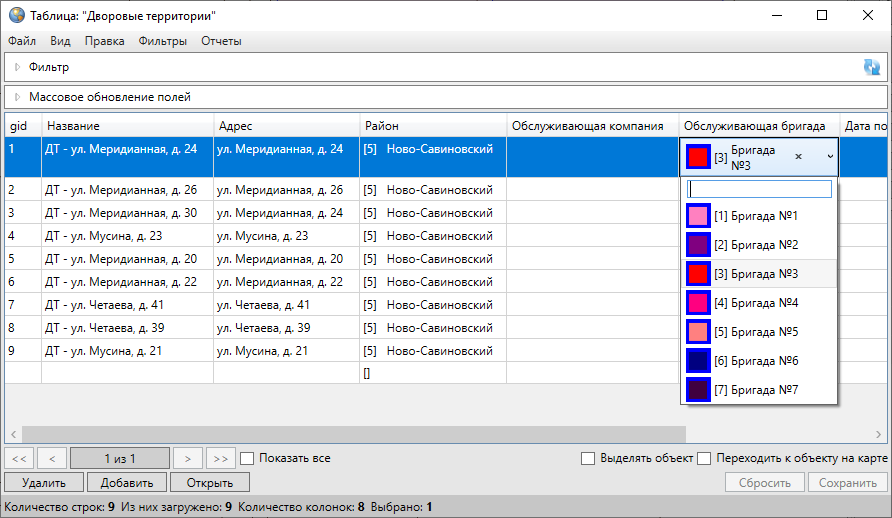 Таблица: "Дворовые территории"
Файл Вид Правка Фильтры Отчеты
Фильтр
Массовое обновление полей
gid Название Адрес Район Обслуживающая компания Обслуживающая бригада Дата по
1 ДТ - ул. Меридианная, д. 24 ул. Меридианная, д. 24 [5] Ново-Савиновский [3] Бригада №3
2 ДТ - ул. Меридианная, д. 26 ул. Меридианная, д. 26 [5] Ново-Савиновский
3 ДТ - ул. Меридианная, д. 30 ул. Меридианная, д. 24 [5] Ново-Савиновский [1] Бригада №1
4 ДТ - ул. Мусина, д. 23 ул. Мусина, д. 23 [5] Ново-Савиновский [2] Бригада №2
5 ДТ - ул. Меридианная, д. 20 ул. Меридианная, д. 20 [5] Ново-Савиновский [3] Бригада №3
6 ДТ - ул. Меридианная, д. 22 ул. Меридианная, д. 22 [5] Ново-Савиновский
7 ДТ - ул. Четаева, д. 41 ул. Четаева, д. 41 [5] Ново-Савиновский [4] Бригада №4
8 ДТ - ул. Четаева, д. 39 ул. Четаева, д. 39 [5] Ново-Савиновский [5] Бригада №5
9 ДТ - ул. Мусина, д. 21 ул. Мусина, д. 21 [5] Ново-Савиновский [6] Бригада №6
[]
[7] Бригада №7
<< < 1 из 1 > >> Показать все Выделять объект Переходить к объекту на карте
Удалить Добавить Открыть Сбросить Сохранить
Количество строк: 9 Из них загружено: 9 Количество колонок: 8 Выбрано: 1